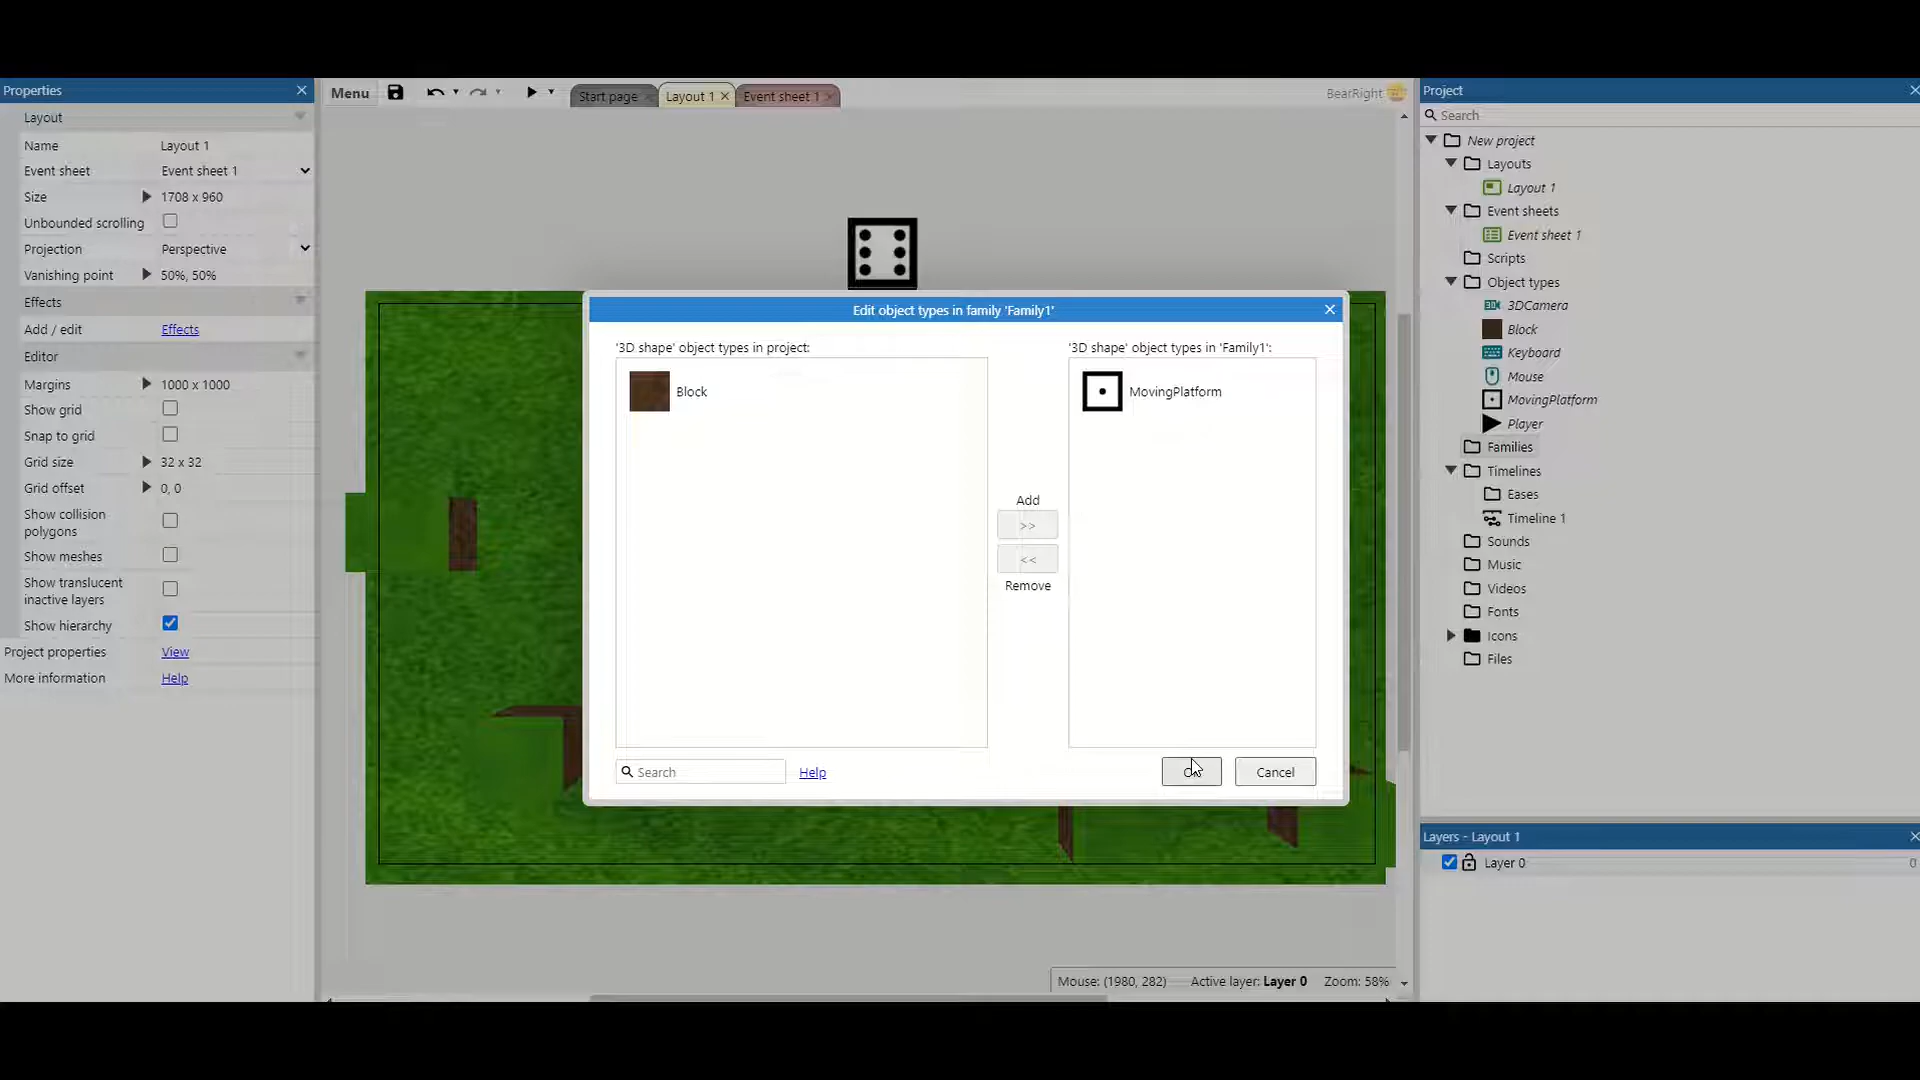 Properties
Layout
Name Layout 1
Event sheet Event sheet 1
Size 1708 x 960
Unbounded scrolling
Projection Perspective
Vanishing point 50%, 50%
Effects
Add / edit Effects
Editor
Margins 1000 x 1000
Show grid
Snap to grid
Grid size 32 x 32
Grid offset 0, 0
Show collision
polygons
Show meshes
Show translucent
inactive layers
Show hierarchy
Project properties View
More information Help
Menu
Start page
Layout 1
Event sheet 1
BearRight
Edit object types in family 'Family1'
'3D shape' object types in project:
Block
Add
>>
<<
Remove
'3D shape' object types in 'Family1':
MovingPlatform
Search
Help
Cancel
Mouse: (1980, 282) Active layer: Layer 0 Zoom: 58%
Project
Search
New project
Layouts
Layout 1
Event sheets
Event sheet 1
Scripts
Object types
3DCamera
Block
Keyboard
Mouse
MovingPlatform
Player
Families
Timelines
Eases
Timeline 1
Sounds
Music
Videos
Fonts
Icons
Files
Layers - Layout 1
Layer 0
0